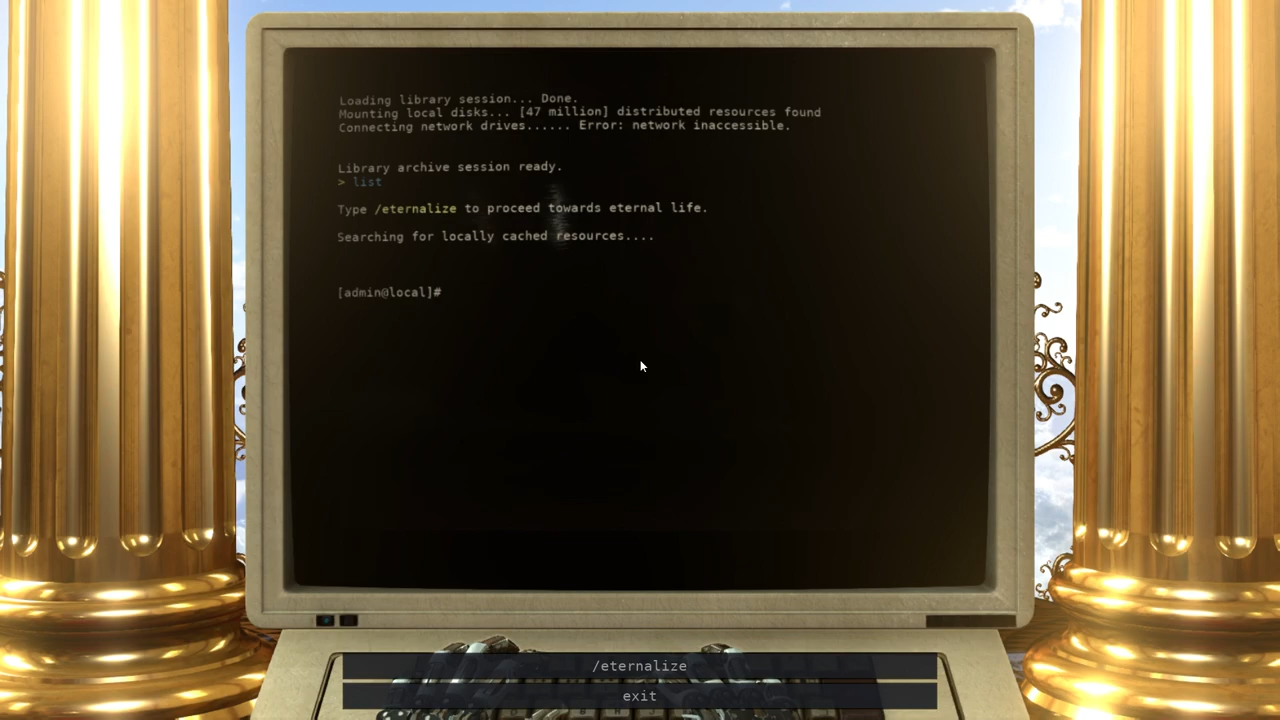 Loading library session... Done.
Mounting local disks... [47 million] distributed resources found
Connecting network drives...... Error: network inaccessible.
Library archive session ready.
> list
Type /eternalize to proceed towards eternal life.
Searching for locally cached resources....
[admin@local]#
/eternalize
exit